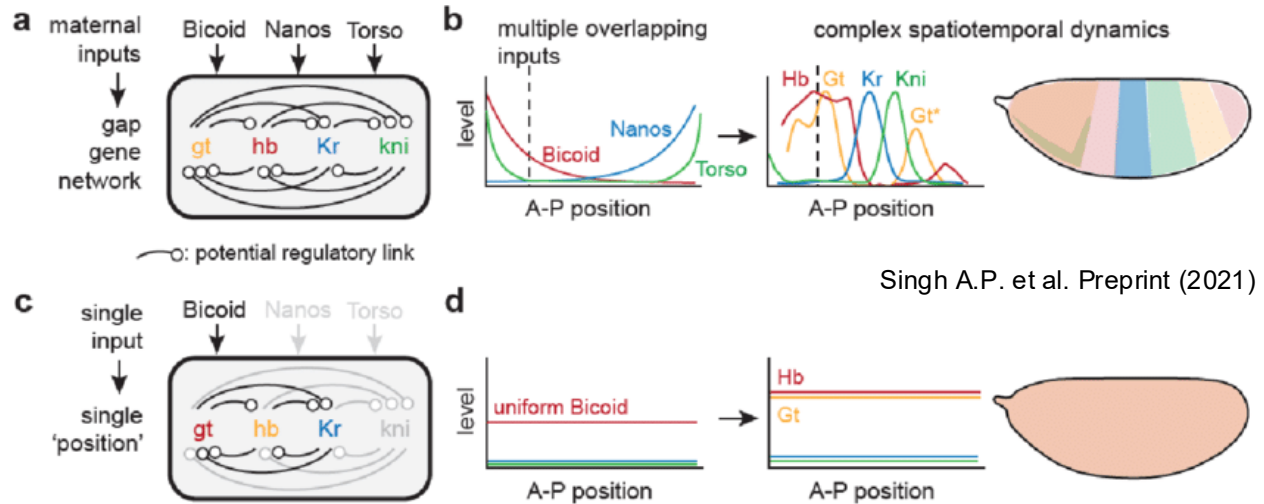 a
maternal
inputs
Bicoid Nanos Torso
gap
gene
network
gt hb Kr kni
: potential regulatory link
b
multiple overlapping
inputs
complex spatiotemporal dynamics
level
Bicoid
Nanos
Torso
A-P position
Hb Gt Kr Kni
Gt*
A-P position
Singh A.P. et al. Preprint (2021)
c
single
input
Bicoid Nanos Torso
single
'position'
gt hb Kr kni
d
level
uniform Bicoid
A-P position
Hb
Gt
A-P position